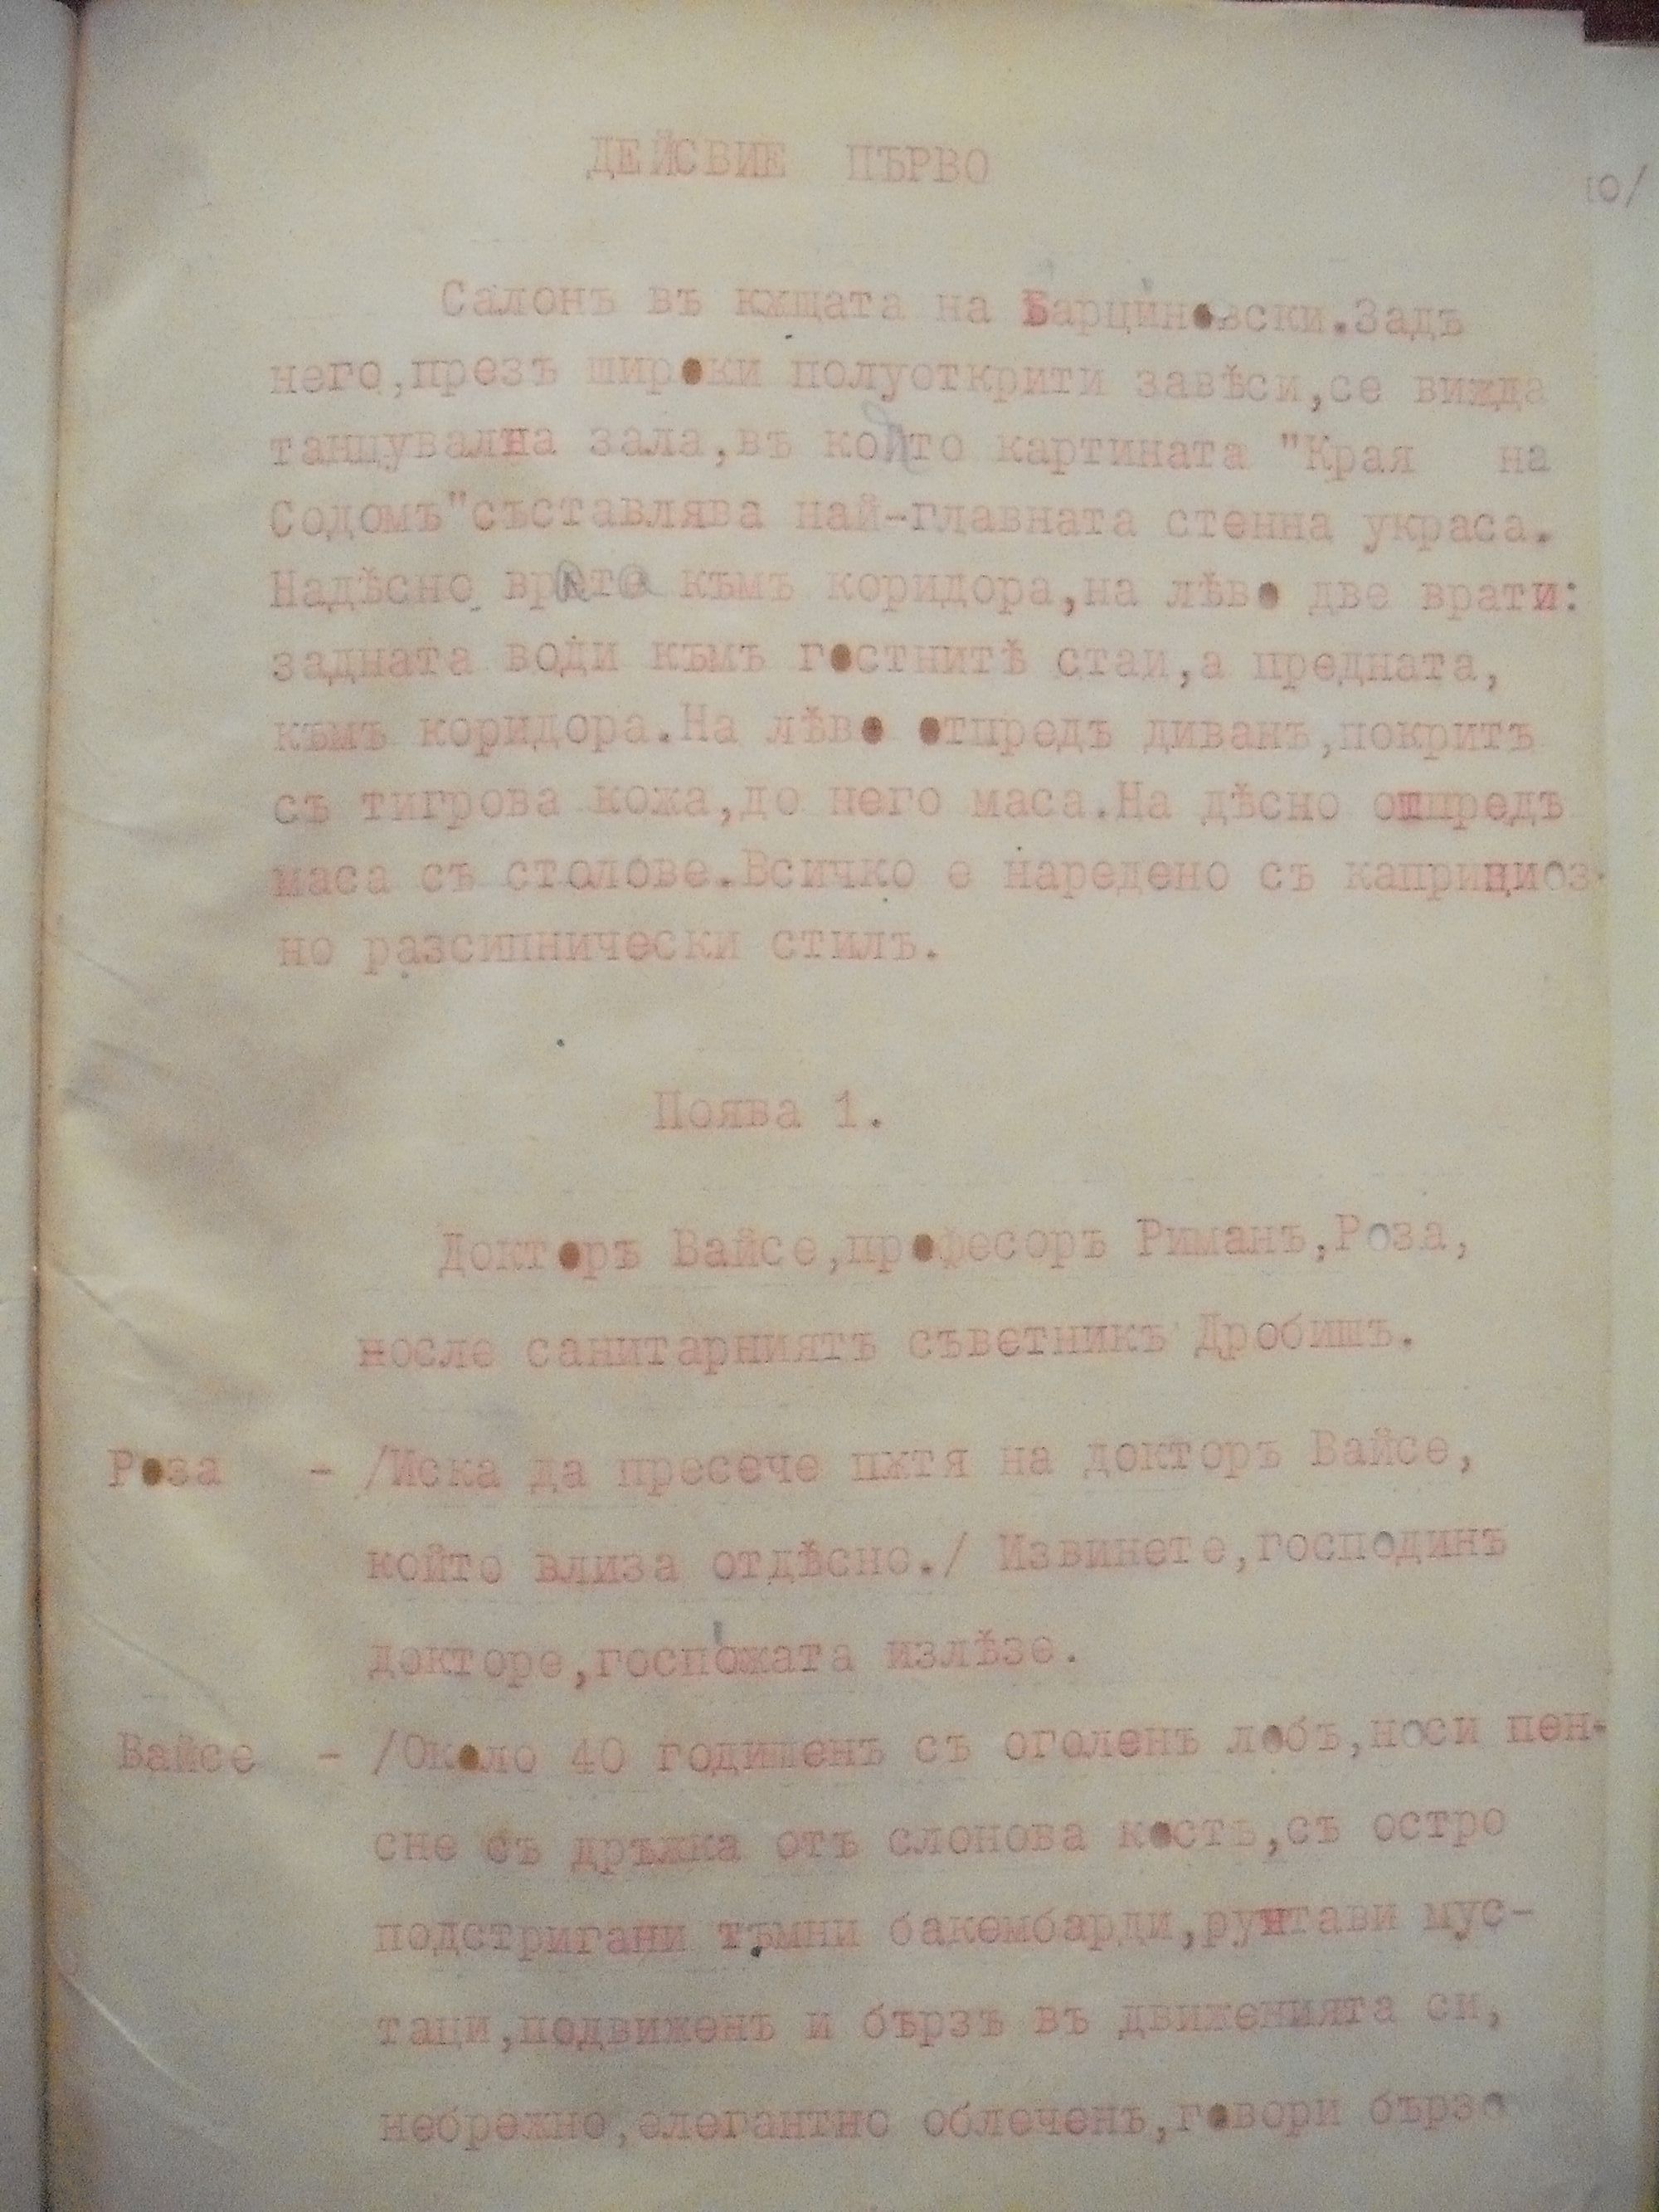 ДЕЙСВИЕ ПЪРВО
Салонъ въ кѫщата на Барциновски.Задъ
него,презъ широки полуоткрити завѣси,се вижда
танцувална зала,въ който картината "Края на
Содомъ"съставлява най-главната стенна украса.
Надѣсно врата къмъ коридора,на лѣво две врати:
задната води къмъ гостнитѣ стаи,а предната,
къмъ коридора.На лѣво отпредъ диванъ,покритъ
съ тигрова кожа,до него маса.На дѣсно отпредъ
маса съ столове.Всичко е наредено съ каприциоз-
но разсипнически стилъ.
Поява 1.
Докторъ Вайсе,професоръ Риманъ,Роза,
после санитарниятъ съветникъ Дробишъ.
Роза - /Иска да пресече пѫтя на докторъ Вайсе,
който влиза отдѣсно./ Извинете,господинъ
докторе,госпожата излѣзе.
Вайсе - /Около 40 годишенъ съ оголенъ лобъ,носи пен-
сне съ дръжка отъ слонова кость,съ остро
подстригани тъмни бакембарди,рунтави мус-
таци,подвиженъ и бързъ въ движенията си,
небрежно,елегантно облеченъ,говори бързо